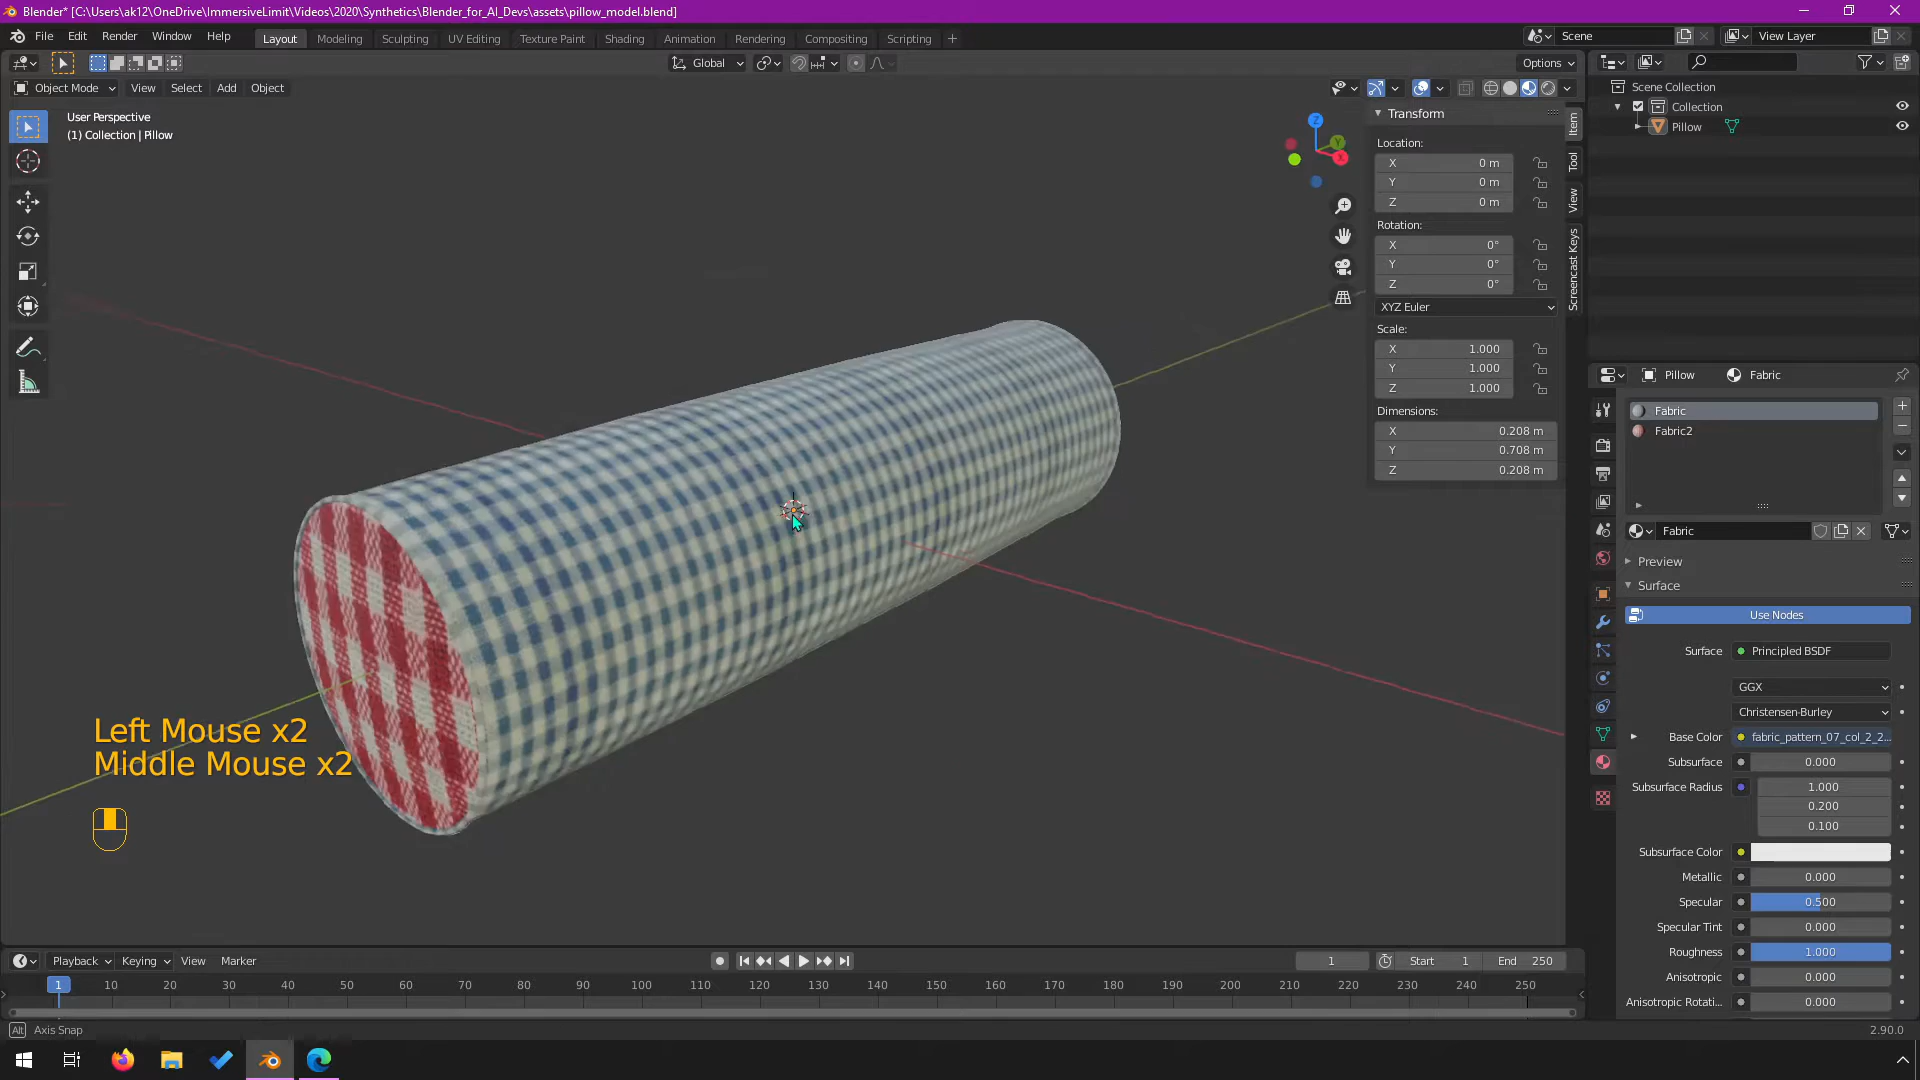 Blender* [C:\Users\ak12\OneDrive\ImmersiveLimit\Videos\2020\Synthetics\Blender_for_AI_Devs\assets\pillow_model.blend]
File Edit Render Window Help Layout Modeling Sculpting UV Editing Texture Paint Shading Animation Rendering Compositing Scripting + Scene View Layer
Global Options
Object Mode View Select Add Object
User Perspective
(1) Collection | Pillow
Z
Y
X
Transform
Location:
X 0 m
Y 0 m
Z 0 m
Rotation:
X 0°
Y 0°
Z 0°
XYZ Euler
Scale:
X 1.000
Y 1.000
Z 1.000
Dimensions:
X 0.208 m
Y 0.708 m
Z 0.208 m
Item
Tool
View
Screencast Keys
Scene Collection
Collection
Pillow
Pillow Fabric
Fabric
Fabric2
Fabric
Preview
Surface
Use Nodes
Surface Principled BSDF
GGX
Christensen-Burley
Base Color fabric_pattern_07_col_2_2...
Subsurface 0.000
Subsurface Radius 1.000
0.200
0.100
Subsurface Color
Metallic 0.000
Specular 0.500
Specular Tint 0.000
Roughness 1.000
Anisotropic 0.000
Anisotropic Rotati... 0.000
Left Mouse x2
Middle Mouse x2
Playback Keying View Marker 1 Start 1 End 250
1 10 20 30 40 50 60 70 80 90 100 110 120 130 140 150 160 170 180 190 200 210 220 230 240 250
Alt Axis Snap 2.90.0